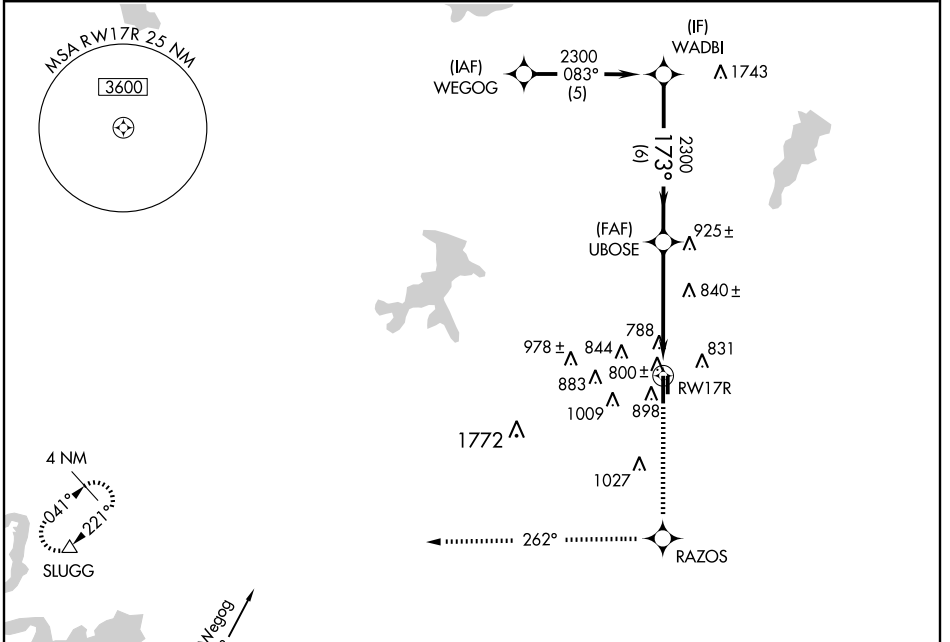 MSA RW17R 25 NM
3600
(IAF)
WEGOG
2300
083°
(5)
(IF)
WADBI
1743
2300
173°
(6)
(FAF)
UBOSE
925±
840±
788
978±
844
831
800±
883
RW17R
1009
898
1772
1027
4 NM
041°
221°
SLUGG
262°
RAZOS
Wegog